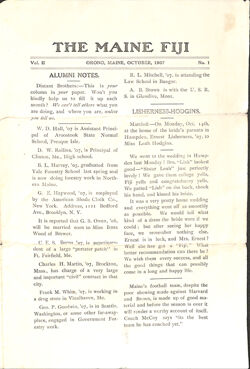 THE MAINE FIJI
Vol. II ORONO, MAINE, OCTOBER, 1907 No. 1
ALUMNI NOTES.
Distant Brothers:—This is your
column in your paper. Won't you
kindly help us to fill it up each
month? We can't tell others what you
are doing, and where you are, unless
you tell us.
W. D. Hall, '07 is Assistant Princi-
pal of Aroostook State Normal
School, Presque Isle.
D. W. Rollins, '07, is Principal of
Clinton, Me., High school.
B. L. Harvey, '05, graduated from
Yale Forestry School last spring and
is now doing forestry work in North-
ern Maine.
G. E. Haywood, '07, is employed
by the American Shods Clock Co.,
New York. Address, Bedford
Ave., Brooklyn, N. Y.
It is reported that G. S. Owen, '08,
will be married soon to Miss Iona
Wood of Brewer.
C. E. S. Burns is superinten-
dent of a large "potator patch" in
Ft. Fairfield, Me.
Charles H. Martin, '07, Brockton,
Mass., has charge of a very large
and important "civil" contract in that
city.
Frank M. White, '05, is working in
a drug store in Vinalhaven, Me.
Geo. P. Goodwin, '07, is in Seattle,
Washington, or some other far-away
place, engaged in Government For-
estry work.
R. L. Mitchell, '07, is attending the
Law School in Bangor.
A. B. Brown is with the U. S. R.
S. in Glendive, Mont.
LISHERNESS-HODGINS.
Married—On Monday, Oct. 14th,
at the home of the bride's parents in
Hampden, Ernest Lisherness, '07, to
Miss Leah Hodgins.
We went to the wedding in Hamp-
den last Monday! Gee, "Lish" looked
good—"Sister Leah" just grand—
lovely! We gave them college yells,
Fiji yells and congratulatory yells.
We patted "Lish" on the back, shook
his hand, and kissed the bride.
It was a very pretty home wedding
and everything went off as smoothly
as possible. We would tell what
kind of a dress the bride wore if we
could; but after seeing her happy
face, we remember nothing else.
Ernest is in luck, and Mrs. Ernest!
Well she has got a "Fiji." What
better recommendation can there be?
We wish them every success, and all
the good things that can possibly
come in a long and happy life.
Maine's football team, despite the
poor showing made against Harvard
and Brown, is made up of good ma-
terial and before the season is over it
will render a worthy account of itself.
Coach McCoy says "its the best
team he has coached yet."